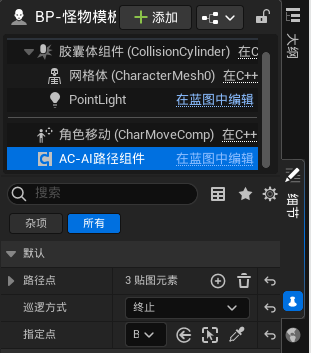 BP-怪物模板
添加
胶囊体组件 (CollisionCylinder) 在C
网格体 (CharacterMesh0) 在C++
PointLight 在蓝图中编辑
角色移动 (CharMoveComp) 在C++
AC-AI路径组件 在蓝图中编辑
搜索
杂项 所有
默认
路径点 3 贴图元素
巡逻方式 终止
指定点 B
大纲
细节